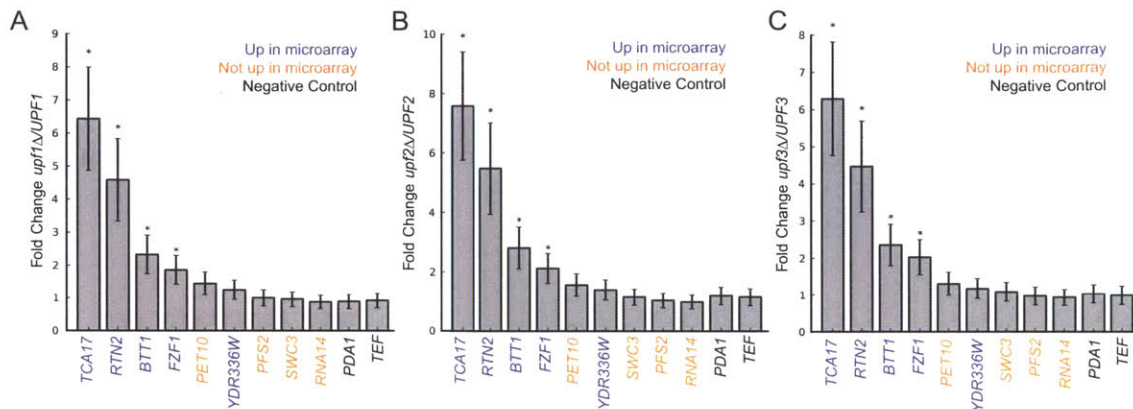 A
Fold Change upf1Δ/UPF1
9
8
7
6
5
4
3
2
1
0
* * * *
Up in microarray
Not up in microarray
Negative Control
TCA17
RTN2
BTT1
FZF1
PET10
YDR336W
PFS2
SWC3
RNA14
PDA1
TEF
B
Fold Change upf2Δ/UPF2
10
8
6
4
2
0
* * * *
Up in microarray
Not up in microarray
Negative Control
TCA17
RTN2
BTT1
FZF1
PET10
YDR336W
SWC3
PFS2
RNA14
PDA1
TEF
C
Fold Change upf3Δ/UPF3
8
7
6
5
4
3
2
1
0
* * * *
Up in microarray
Not up in microarray
Negative Control
TCA17
RTN2
BTT1
FZF1
PET10
YDR336W
SWC3
PFS2
RNA14
PDA1
TEF